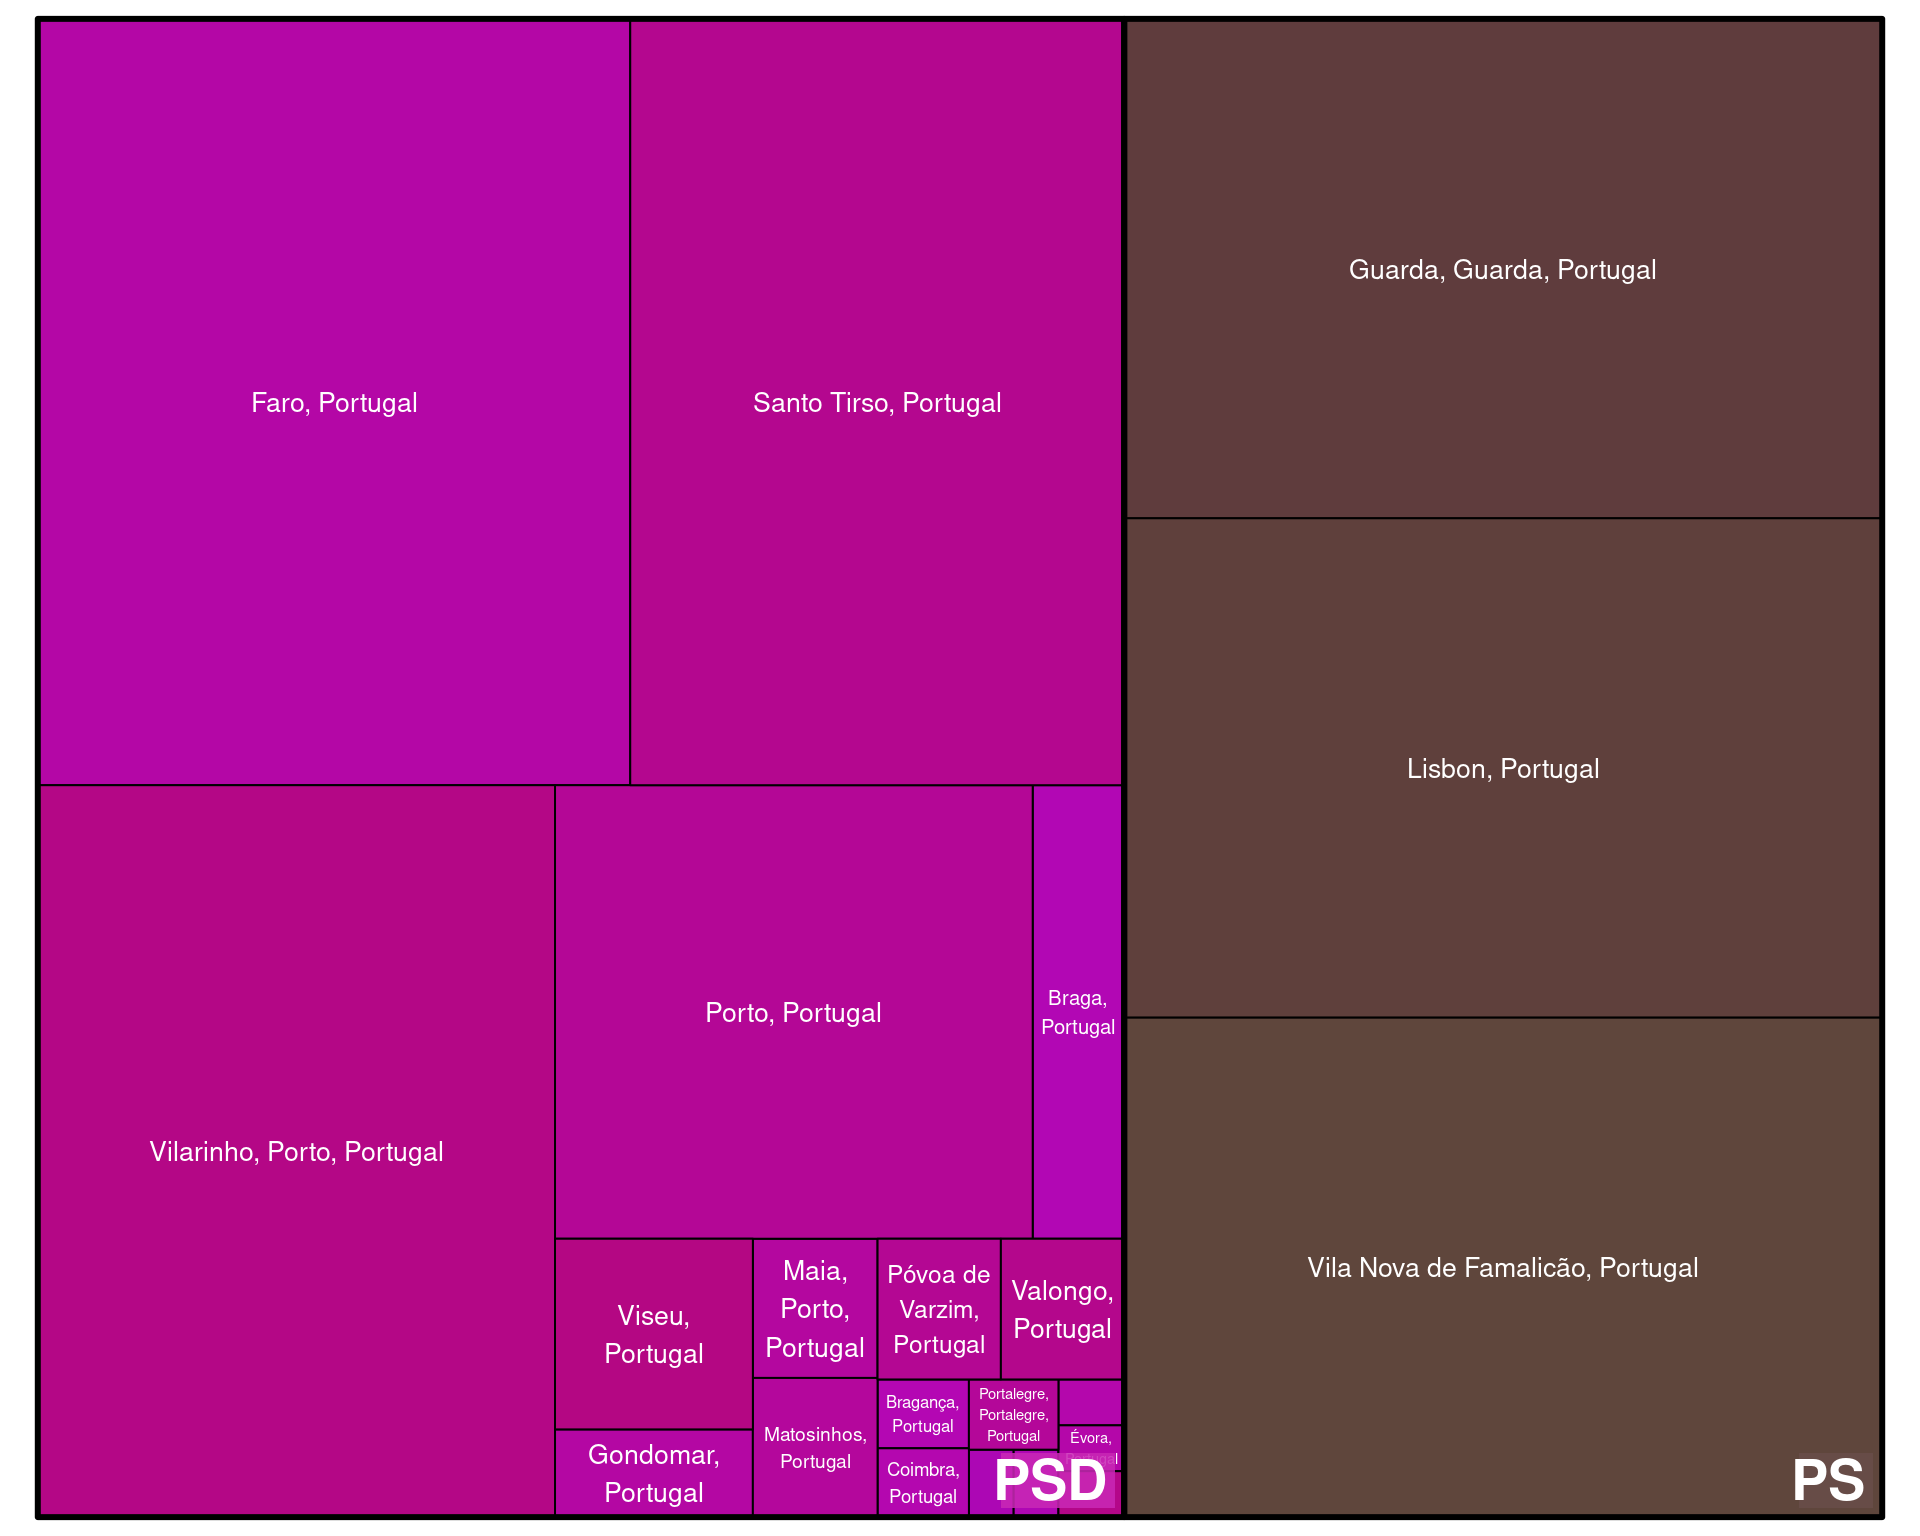 Faro, Portugal
Santo Tirso, Portugal
Guarda, Guarda, Portugal
Lisbon, Portugal
Vilarinho, Porto, Portugal
Porto, Portugal
Braga,
Portugal
Vila Nova de Famalicão, Portugal
Viseu,
Portugal
Maia,
Porto,
Portugal
Póvoa de
Varzim,
Portugal
Valongo,
Portugal
Gondomar,
Portugal
Matosinhos,
Portugal
Bragança,
Portugal
Portalegre,
Portalegre,
Portugal
Coimbra,
Portugal
Évora,
Portugal
PSD
PS